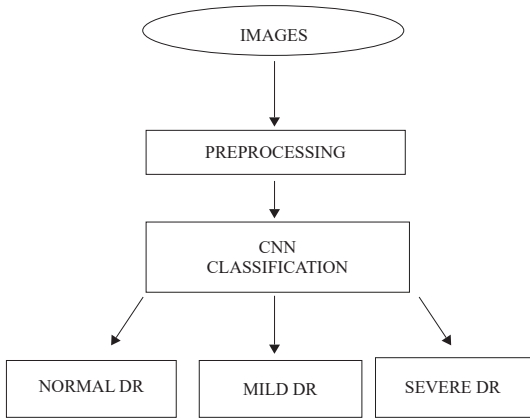 IMAGES
PREPROCESSING
CNN
CLASSIFICATION
NORMAL DR
MILD DR
SEVERE DR